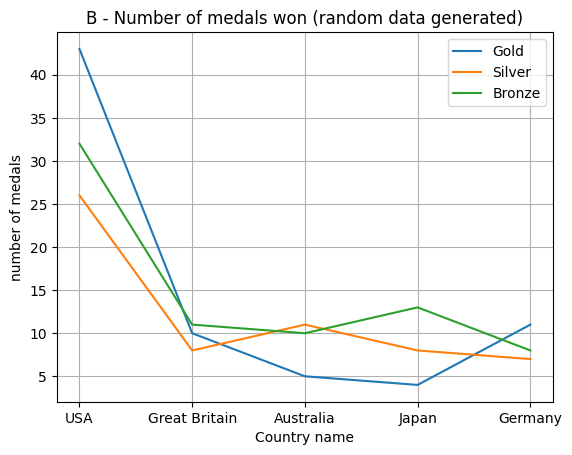 B - Number of medals won (random data generated)
Gold
Silver
Bronze
number of medals
40
35
30
25
20
15
10
5
USA Great Britain Australia Japan Germany
Country name